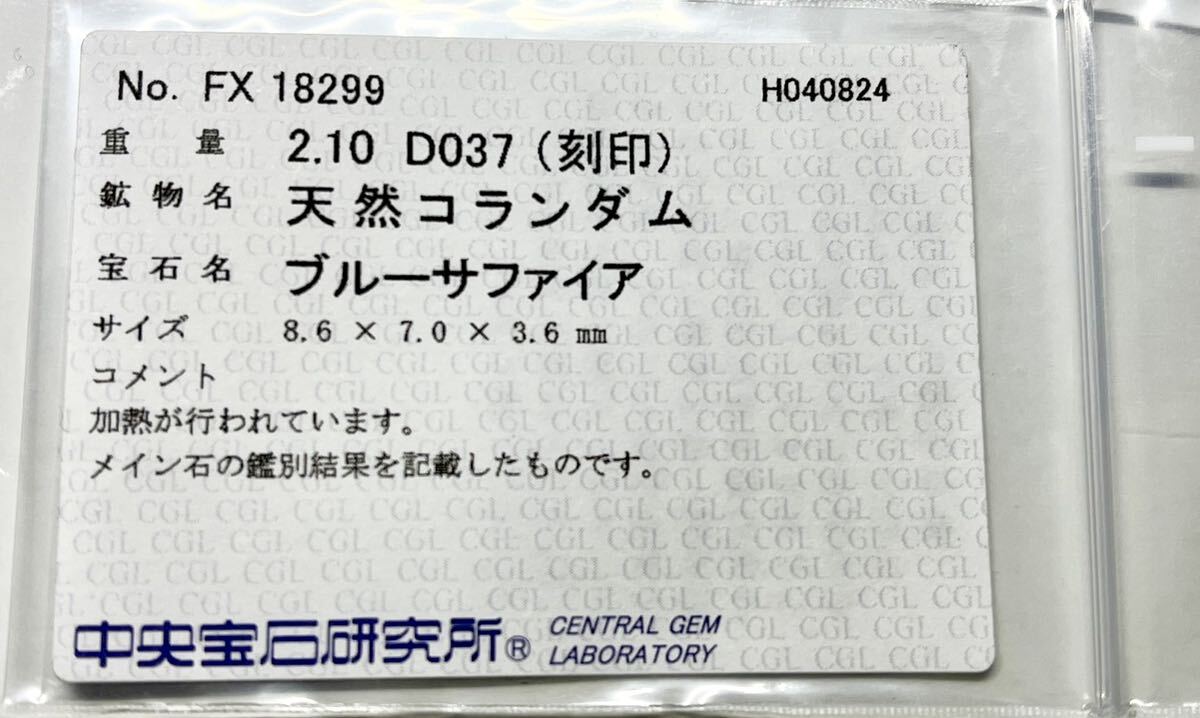 No. FX 18299 H040824
重量 2.10 D037（刻印）
鉱物名 天然コランダム
宝石名 ブルーサファイア
サイズ 8.6 × 7.0 × 3.6 ㎜
コメント
加熱が行われています。
メイン石の鑑別結果を記載したものです。
中央宝石研究所® CENTRAL GEM
LABORATORY